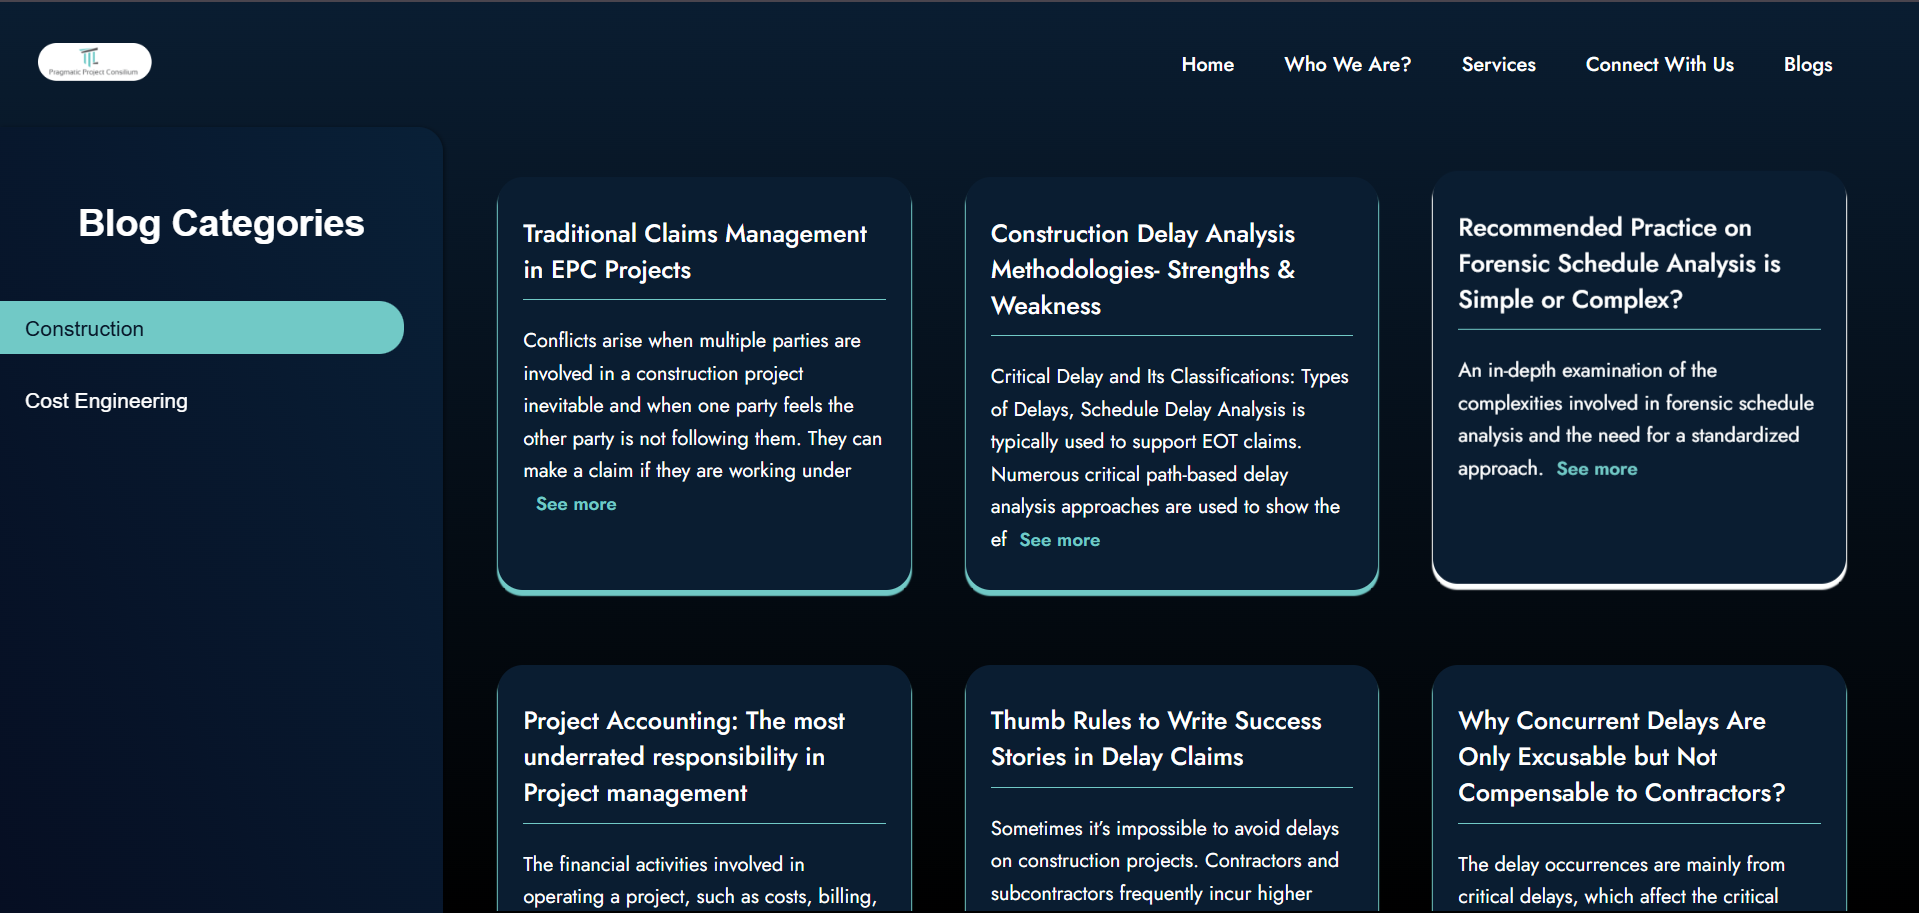 Pragmatic Project Consilium
Home
Who We Are?
Services
Connect With Us
Blogs
Blog Categories
Construction
Cost Engineering
Traditional Claims Management
in EPC Projects
Conflicts arise when multiple parties are
involved in a construction project
inevitable and when one party feels the
other party is not following them. They can
make a claim if they are working under
See more
Construction Delay Analysis
Methodologies- Strengths &
Weakness
Critical Delay and Its Classifications: Types
of Delays, Schedule Delay Analysis is
typically used to support EOT claims.
Numerous critical path-based delay
analysis approaches are used to show the
ef See more
Recommended Practice on
Forensic Schedule Analysis is
Simple or Complex?
An in-depth examination of the
complexities involved in forensic schedule
analysis and the need for a standardized
approach. See more
Project Accounting: The most
underrated responsibility in
Project management
The financial activities involved in
operating a project, such as costs, billing,
Thumb Rules to Write Success
Stories in Delay Claims
Sometimes it’s impossible to avoid delays
on construction projects. Contractors and
subcontractors frequently incur higher
Why Concurrent Delays Are
Only Excusable but Not
Compensable to Contractors?
The delay occurrences are mainly from
critical delays, which affect the critical